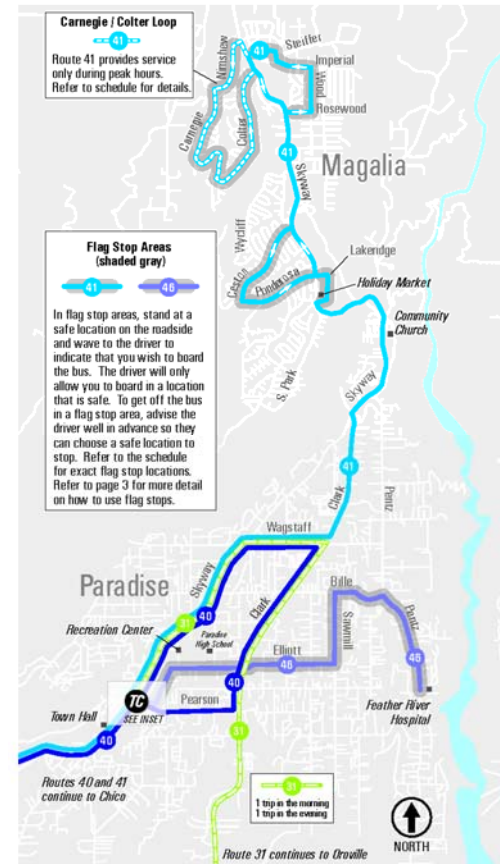 Carnegie / Colter Loop
41
Route 41 provides service
only during peak hours.
Refer to schedule for details.
Nimshaw
41
Steiffer
Imperial
Wood
Rosewood
Carnegie
Colter
41
Skyway
Magalia
Flag Stop Areas
(shaded gray)
41
46
In flag stop areas, stand at a
safe location on the roadside
and wave to the driver to
indicate that you wish to board
the bus. The driver will only
allow you to board in a location
that is safe. To get off the bus
in a flag stop area, advise the
driver well in advance so they
can choose a safe location to
stop. Refer to the schedule
for exact flag stop locations.
Refer to page 3 for more detail
on how to use flag stops.
Wycliff
Lakeridge
Ceston
Ponderosa
Holiday Market
Community
Church
S. Park
Skyway
41
Clark
Pentz
Wagstaff
Paradise
Skyway
Clark
Bille
Pentz
31
40
Recreation Center
Paradise
High School
Elliott
Sawmill
46
46
TC
SEE INSET
Pearson
40
Town Hall
40
Feather River
Hospital
31
Routes 40 and 41
continue to Chico
31
1 trip in the morning
1 trip in the evening
NORTH
Route 31 continues to Oroville